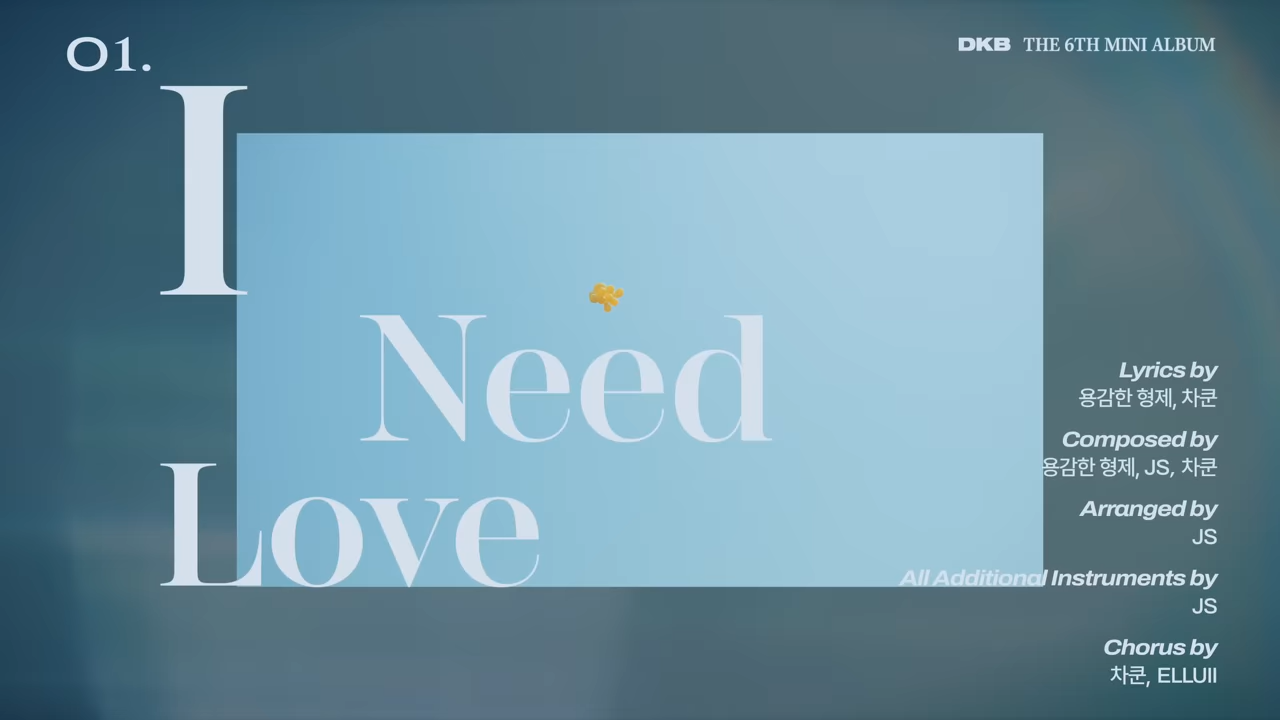 01.
DKB THE 6TH MINI ALBUM
I
Need
Love
Lyrics by
용감한 형제, 차쿤
Composed by
용감한 형제, JS, 차쿤
Arranged by
JS
All Additional Instruments by
JS
Chorus by
차쿤, ELLUII